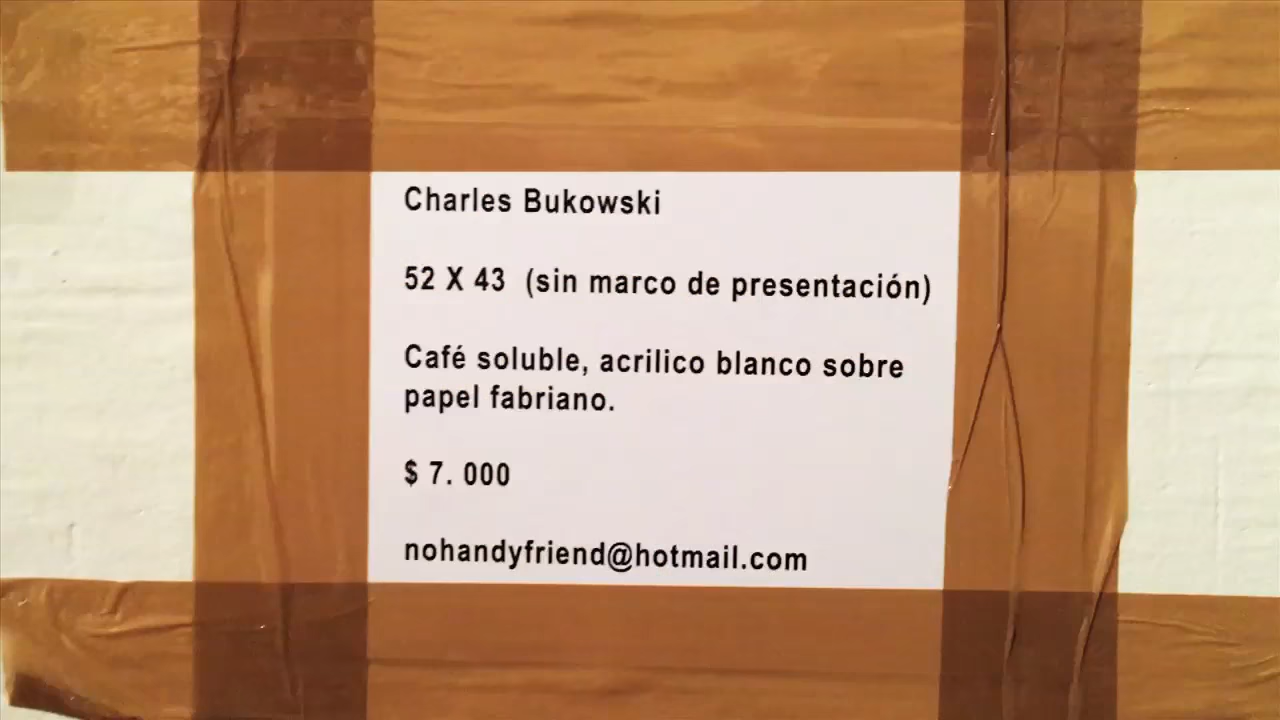 Charles Bukowski
52 X 43 (sin marco de presentación)
Café soluble, acrilico blanco sobre
papel fabriano.
$ 7. 000
nohandyfriend@hotmail.com